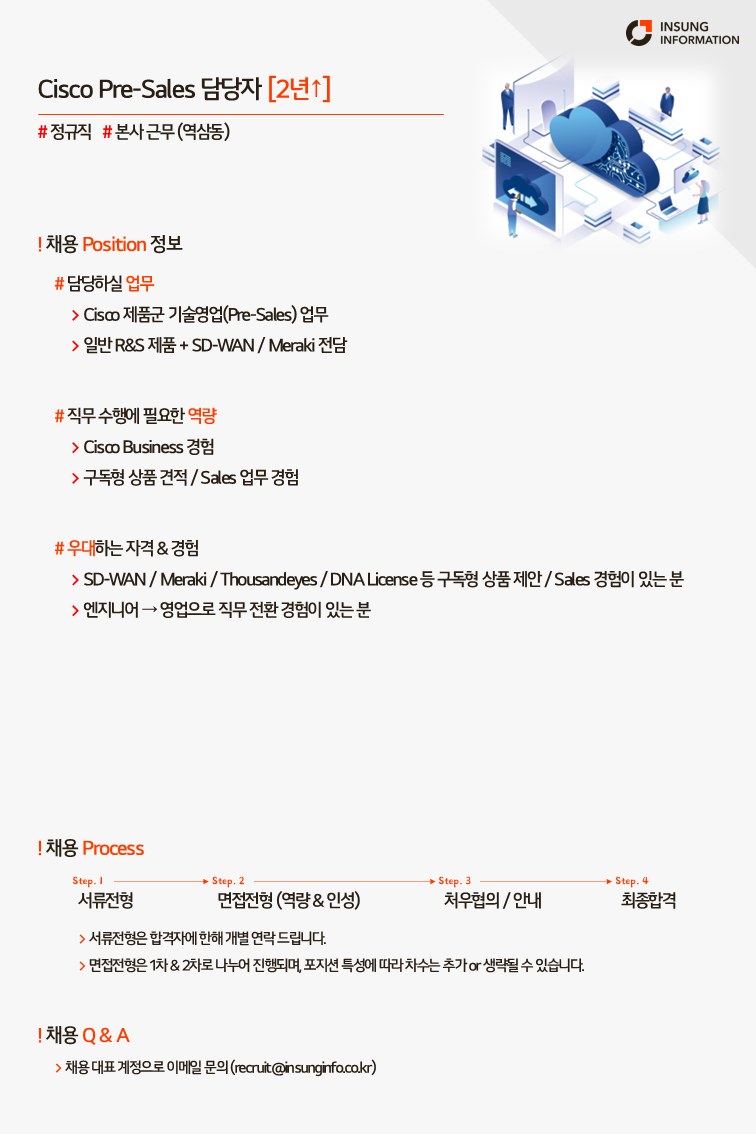 INSUNG
INFORMATION
Cisco Pre-Sales 담당자 [2년↑]
# 정규직 # 본사 근무 (역삼동)
! 채용 Position 정보
# 담당하실 업무
> Cisco 제품군 기술영업(Pre-Sales) 업무
> 일반 R&S 제품 + SD-WAN / Meraki 전담
# 직무 수행에 필요한 역량
> Cisco Business 경험
> 구독형 상품 견적 / Sales 업무 경험
# 우대하는 자격 & 경험
> SD-WAN / Meraki / Thousandeyes / DNA License 등 구독형 상품 제안 / Sales 경험이 있는 분
> 엔지니어 → 영업으로 직무 전환 경험이 있는 분
! 채용 Process
Step. 1 Step. 2 Step. 3 Step. 4
서류전형 면접전형 (역량 & 인성) 처우협의 / 안내 최종합격
> 서류전형은 합격자에 한해 개별 연락 드립니다.
> 면접전형은 1차 & 2차로 나누어 진행되며, 포지션 특성에 따라 차수는 추가 or 생략될 수 있습니다.
! 채용 Q & A
> 채용 대표 계정으로 이메일 문의 (recruit@insunginfo.co.kr)